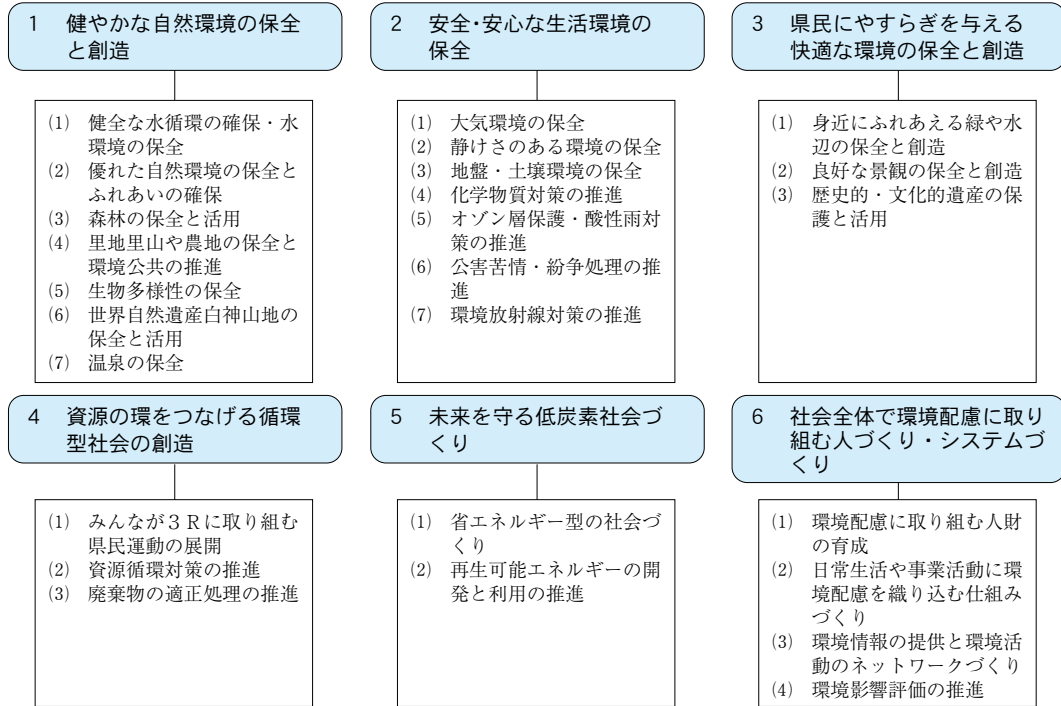 1 健やかな自然環境の保全
と創造
(1) 健全な水循環の確保・水
環境の保全
(2) 優れた自然環境の保全と
ふれあいの確保
(3) 森林の保全と活用
(4) 里地里山や農地の保全と
環境公共の推進
(5) 生物多様性の保全
(6) 世界自然遺産白神山地の
保全と活用
(7) 温泉の保全
2 安全・安心な生活環境の
保全
(1) 大気環境の保全
(2) 静けさのある環境の保全
(3) 地盤・土壌環境の保全
(4) 化学物質対策の推進
(5) オゾン層保護・酸性雨対
策の推進
(6) 公害苦情・紛争処理の推
進
(7) 環境放射線対策の推進
3 県民にやすらぎを与える
快適な環境の保全と創造
(1) 身近にふれあえる緑や水
辺の保全と創造
(2) 良好な景観の保全と創造
(3) 歴史的・文化的遺産の保
護と活用
4 資源の環をつなげる循環
型社会の創造
(1) みんなが3Rに取り組む
県民運動の展開
(2) 資源循環対策の推進
(3) 廃棄物の適正処理の推進
5 未来を守る低炭素社会づ
くり
(1) 省エネルギー型の社会づ
くり
(2) 再生可能エネルギーの開
発と利用の推進
6 社会全体で環境配慮に取り
組む人づくり・システムづ
くり
(1) 環境配慮に取り組む人財
の育成
(2) 日常生活や事業活動に環
境配慮を織り込む仕組み
づくり
(3) 環境情報の提供と環境活
動のネットワークづくり
(4) 環境影響評価の推進